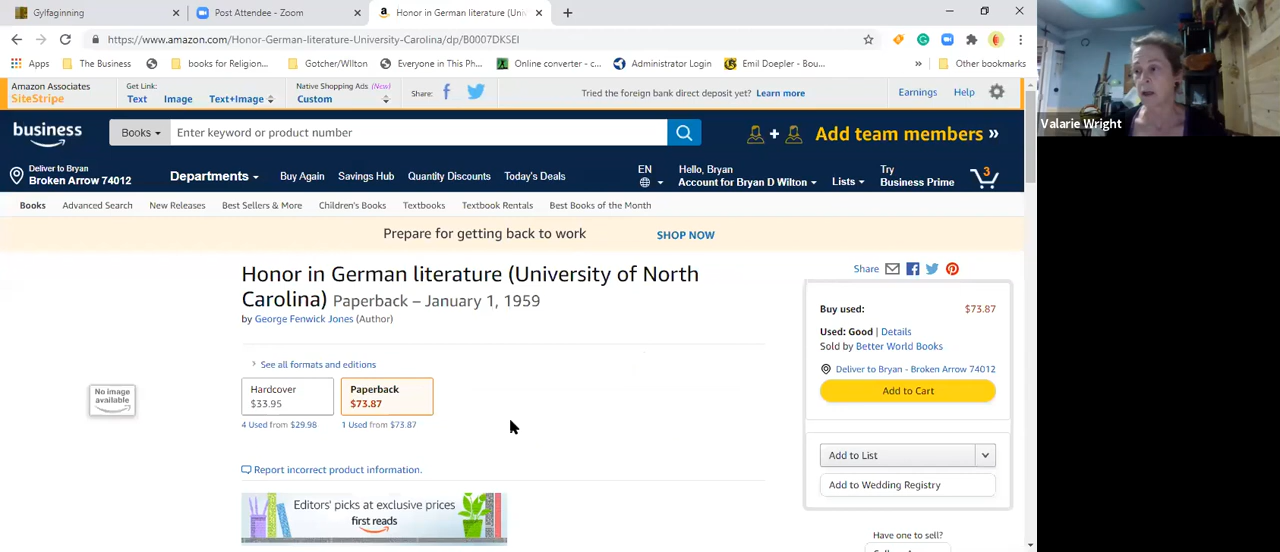 Gylfaginning
Post Attendee - Zoom
Honor in German literature (Uni
https://www.amazon.com/Honor-German-literature-University-Carolina/dp/B0007DKSEI
Apps
The Business
books for Religion...
Gotcher/Wilton
Everyone in This Ph...
Online converter - c...
Administrator Login
Emil Doepler - Bou...
»
Other bookmarks
Amazon Associates
SiteStripe
Get Link:
Text
Image
Text+Image
Native Shopping Ads (New)
Custom
Share:
Tried the foreign bank direct deposit yet? Learn more
Earnings
Help
business
Books
Enter keyword or product number
+
Add team members »
Deliver to Bryan
Broken Arrow 74012
Departments
Buy Again
Savings Hub
Quantity Discounts
Today's Deals
EN
Hello, Bryan
Account for Bryan D Wilton
Lists
Try
Business Prime
3
Books
Advanced Search
New Releases
Best Sellers & More
Children's Books
Textbooks
Textbook Rentals
Best Books of the Month
Prepare for getting back to work
SHOP NOW
Honor in German literature (University of North
Carolina) Paperback – January 1, 1959
by George Fenwick Jones (Author)
See all formats and editions
Hardcover
$33.95
Paperback
$73.87
4 Used from $29.98
1 Used from $73.87
No image
available
Report incorrect product information.
Editors' picks at exclusive prices
first reads
Share
Buy used:
$73.87
Used: Good | Details
Sold by Better World Books
Deliver to Bryan - Broken Arrow 74012
Add to Cart
Add to List
Add to Wedding Registry
Have one to sell?
Valarie Wright